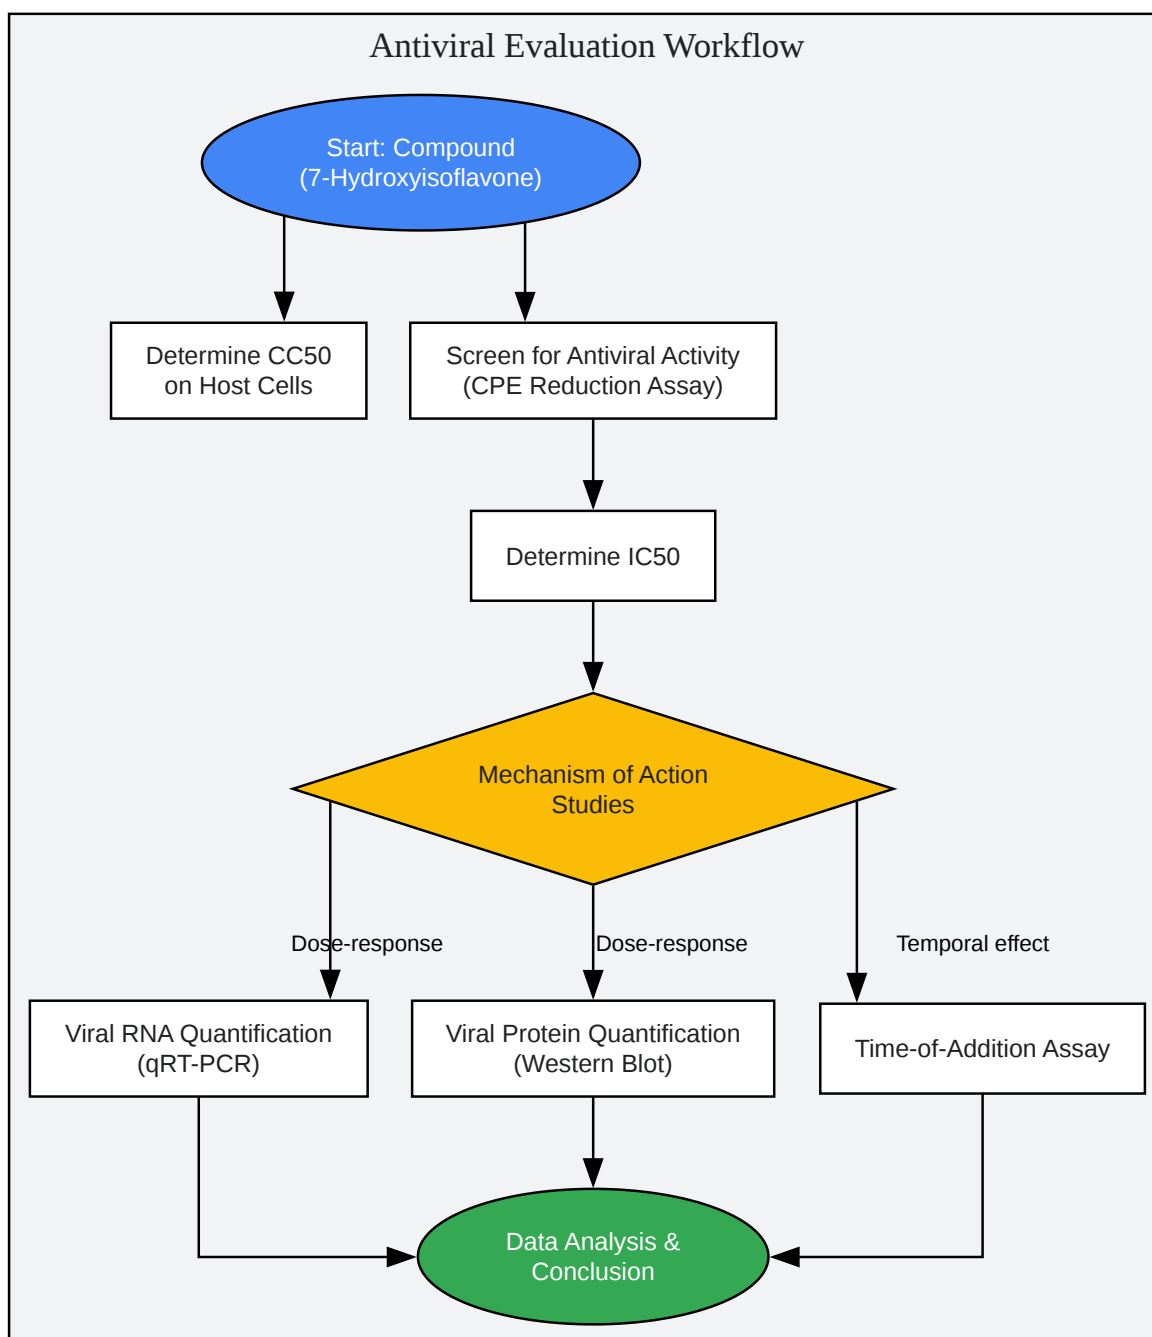 Antiviral Evaluation Workflow
Start: Compound
(7-Hydroxyisoflavone)
Determine CC50
on Host Cells
Screen for Antiviral Activity
(CPE Reduction Assay)
Determine IC50
Mechanism of Action
Studies
Dose-response
Dose-response
Temporal effect
Viral RNA Quantification
(qRT-PCR)
Viral Protein Quantification
(Western Blot)
Time-of-Addition Assay
Data Analysis &
Conclusion